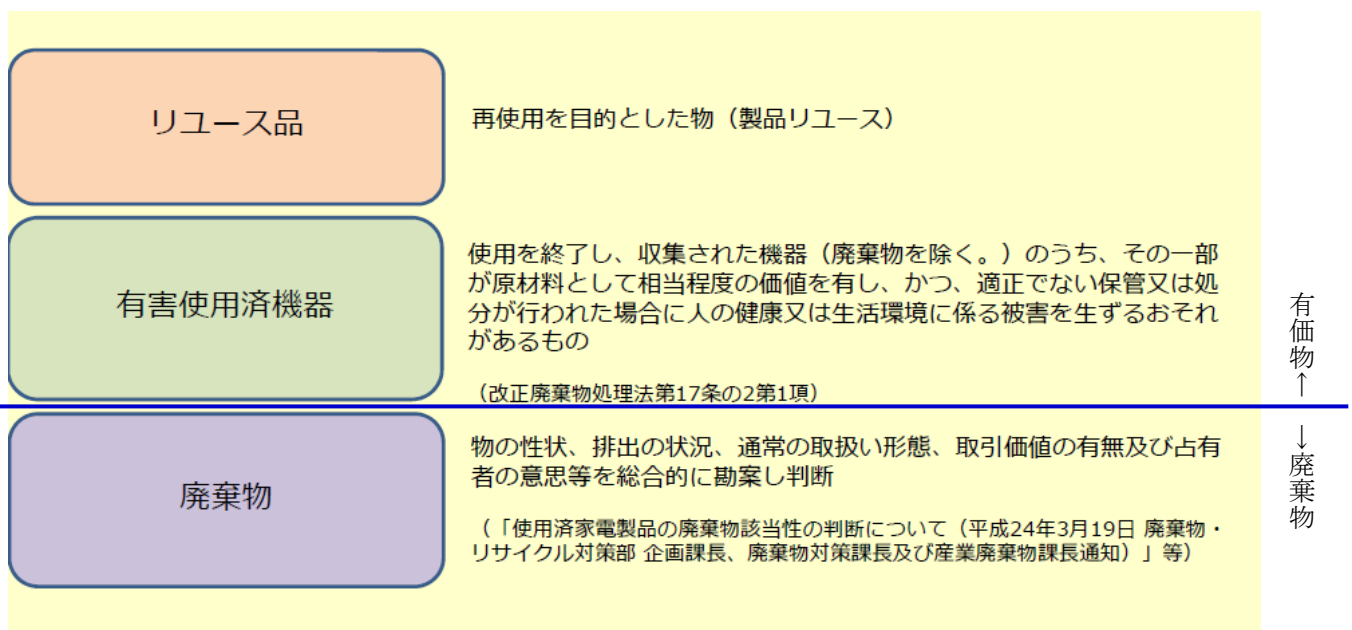 リユース品
再使用を目的とした物（製品リユース）
有害使用済機器
使用を終了し、収集された機器（廃棄物を除く。）のうち、その一部
が原材料として相当程度の価値を有し、かつ、適正でない保管又は処
分が行われた場合に人の健康又は生活環境に係る被害を生ずるおそれ
があるもの
（改正廃棄物処理法第17条の2第1項）
有価物↑
↓廃棄物
廃棄物
物の性状、排出の状況、通常の取扱い形態、取引価値の有無及び占有
者の意思等を総合的に勘案し判断
（「使用済家電製品の廃棄物該当性の判断について（平成24年3月19日 廃棄物・
リサイクル対策部 企画課長、廃棄物対策課長及び産業廃棄物課長通知）」等）